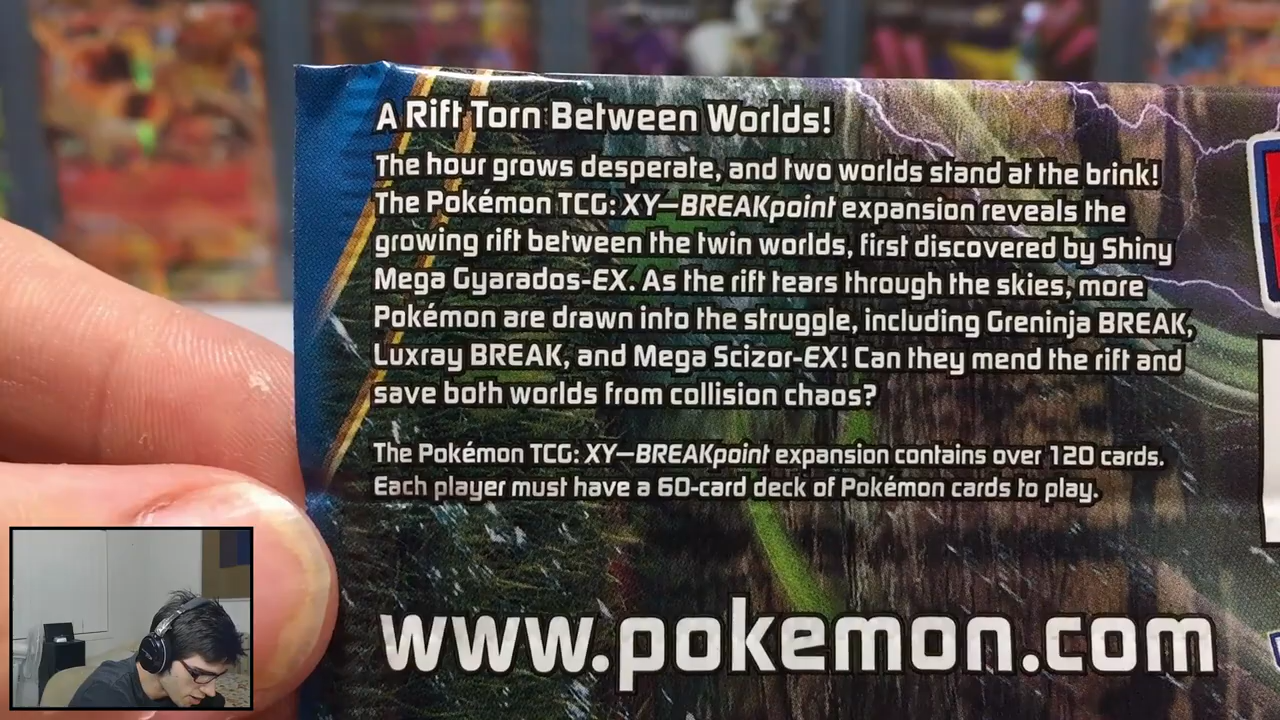 A Rift Torn Between Worlds!
The hour grows desperate, and two worlds stand at the brink!
The Pokémon TCG: XY—BREAKpoint expansion reveals the
growing rift between the twin worlds, first discovered by Shiny
Mega Gyarados-EX. As the rift tears through the skies, more
Pokémon are drawn into the struggle, including Greninja BREAK,
Luxray BREAK, and Mega Scizor-EX! Can they mend the rift and
save both worlds from collision chaos?
The Pokémon TCG: XY—BREAKpoint expansion contains over 120 cards.
Each player must have a 60-card deck of Pokémon cards to play.
www.pokemon.com